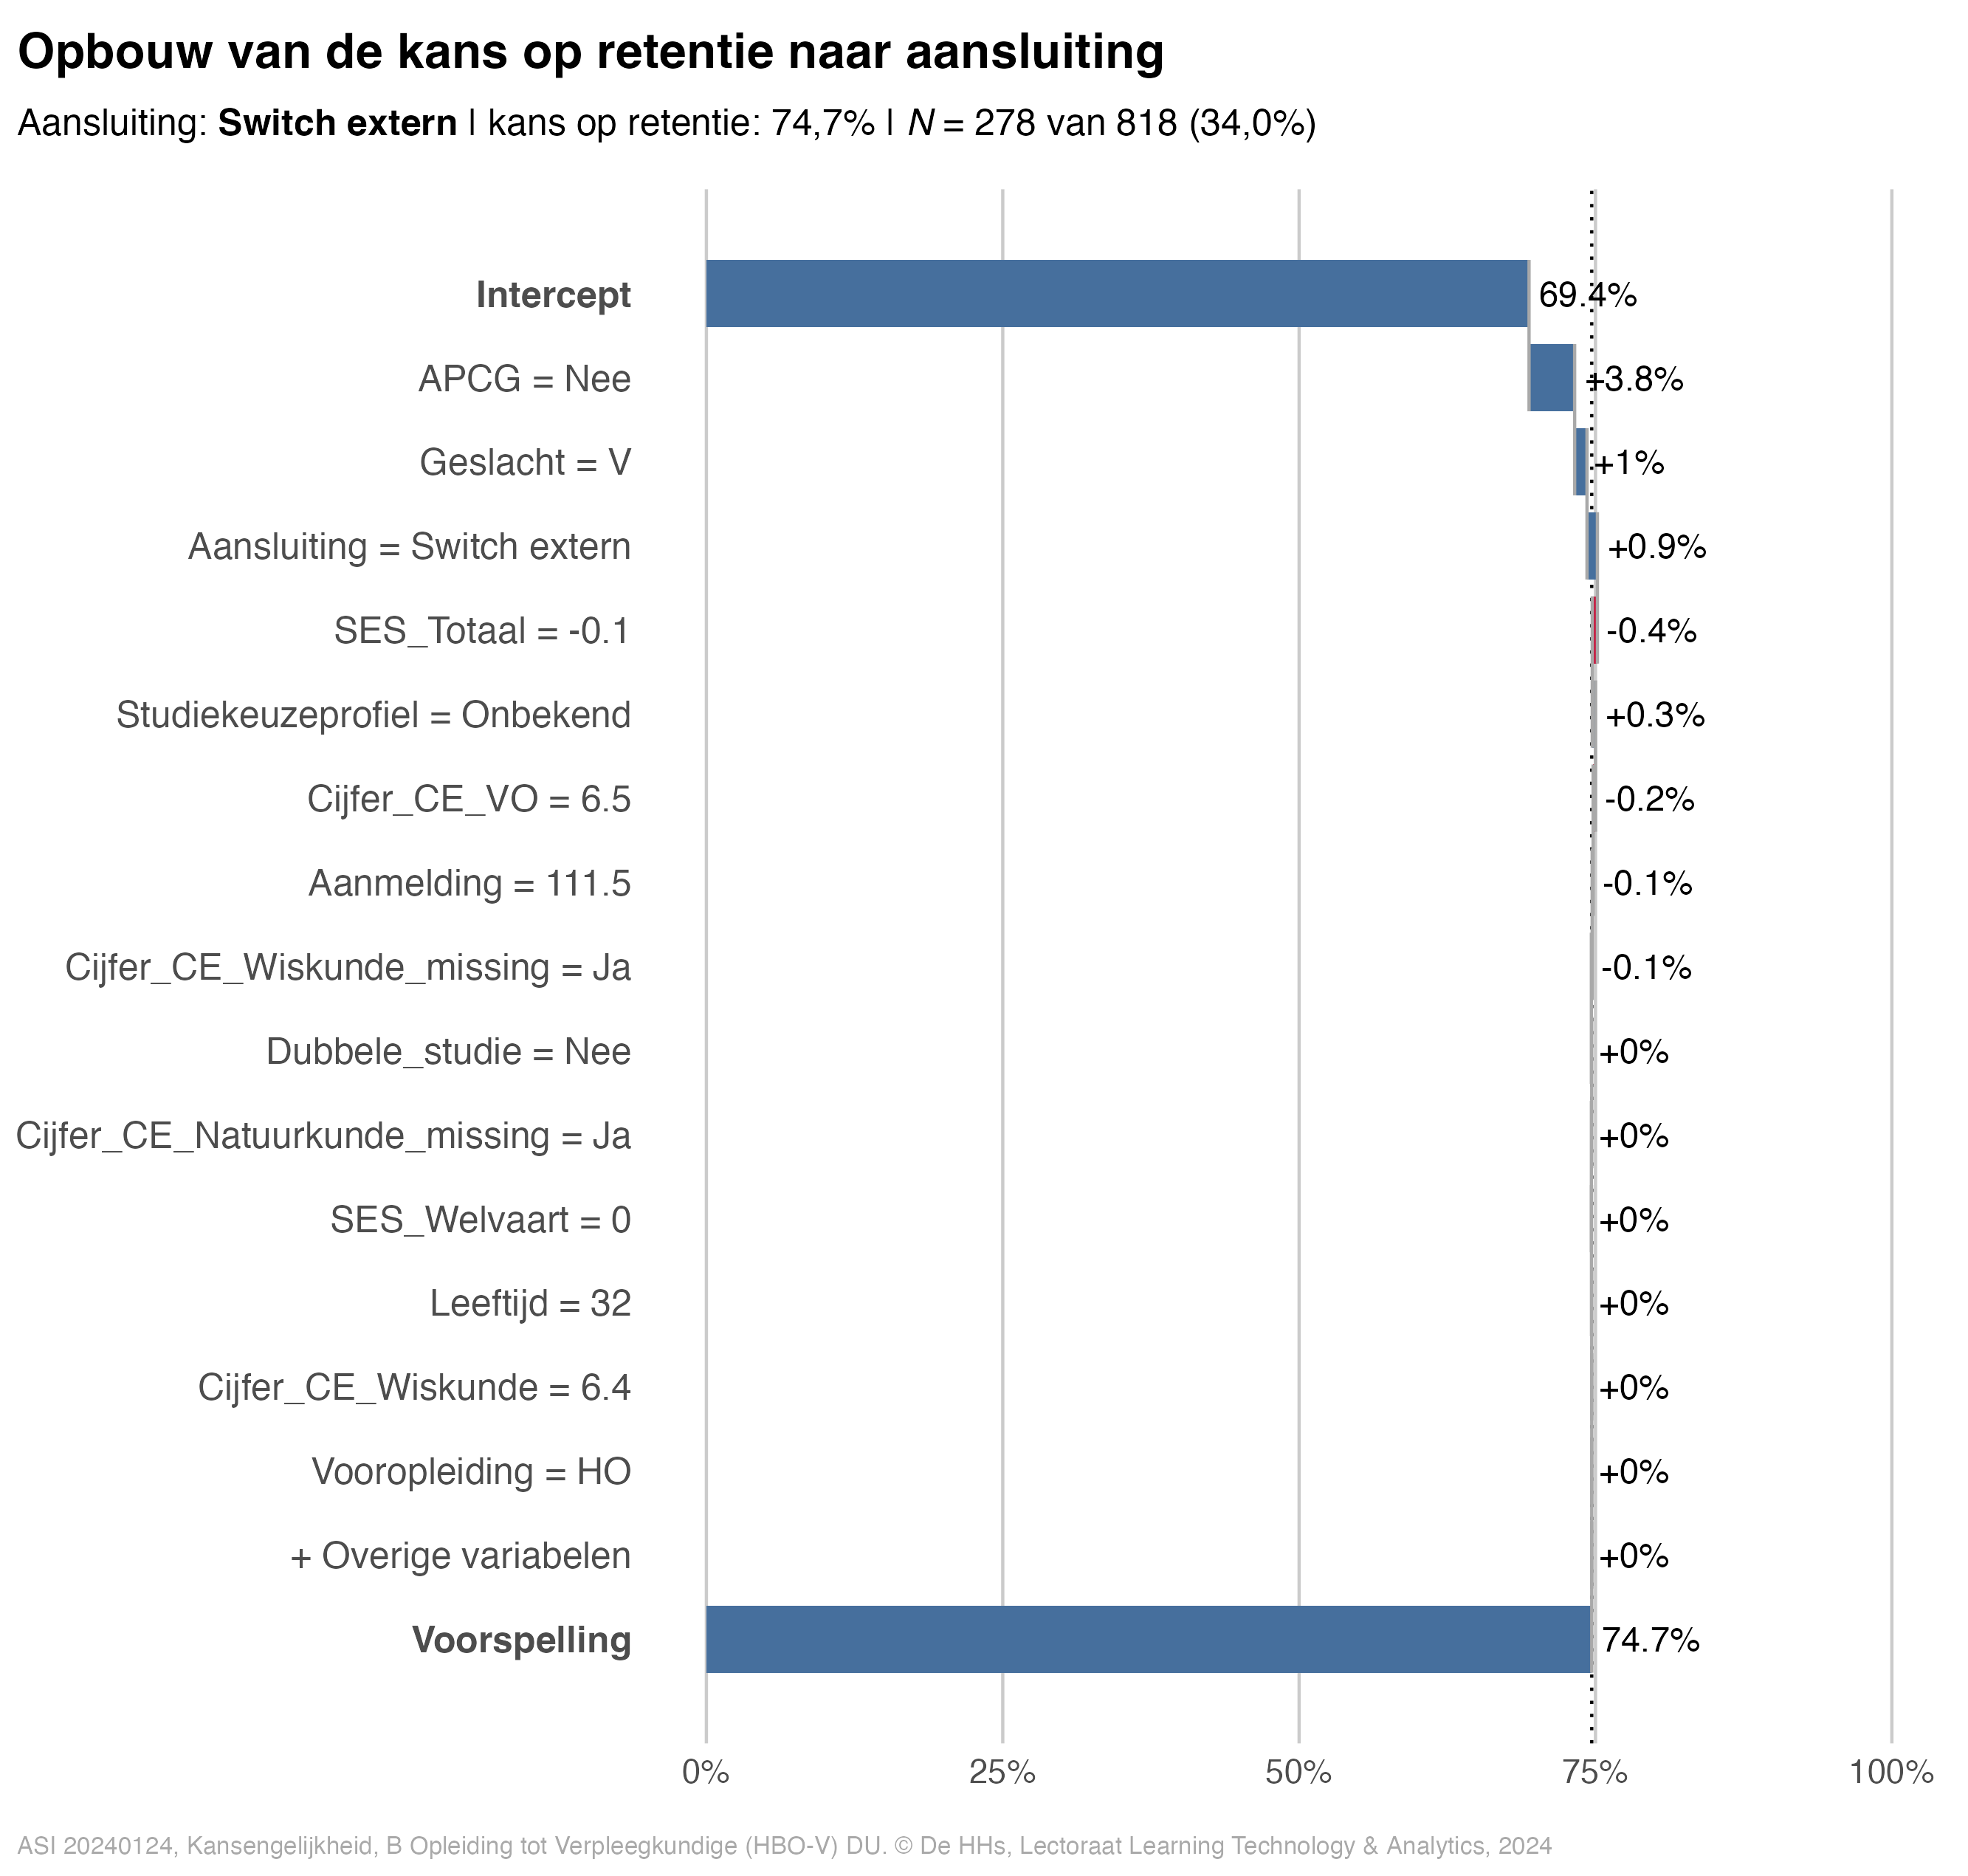 Opbouw van de kans op retentie naar aansluiting
Aansluiting: Switch extern | kans op retentie: 74,7% | N = 278 van 818 (34,0%)
Intercept 69.4%
APCG = Nee +3.8%
Geslacht = V +1%
Aansluiting = Switch extern +0.9%
SES_Totaal = -0.1 -0.4%
Studiekeuzeprofiel = Onbekend +0.3%
Cijfer_CE_VO = 6.5 -0.2%
Aanmelding = 111.5 -0.1%
Cijfer_CE_Wiskunde_missing = Ja -0.1%
Dubbele_studie = Nee +0%
Cijfer_CE_Natuurkunde_missing = Ja +0%
SES_Welvaart = 0 +0%
Leeftijd = 32 +0%
Cijfer_CE_Wiskunde = 6.4 +0%
Vooropleiding = HO +0%
+ Overige variabelen +0%
Voorspelling 74.7%
0% 25% 50% 75% 100%
ASI 20240124, Kansengelijkheid, B Opleiding tot Verpleegkundige (HBO-V) DU. © De HHs, Lectoraat Learning Technology & Analytics, 2024